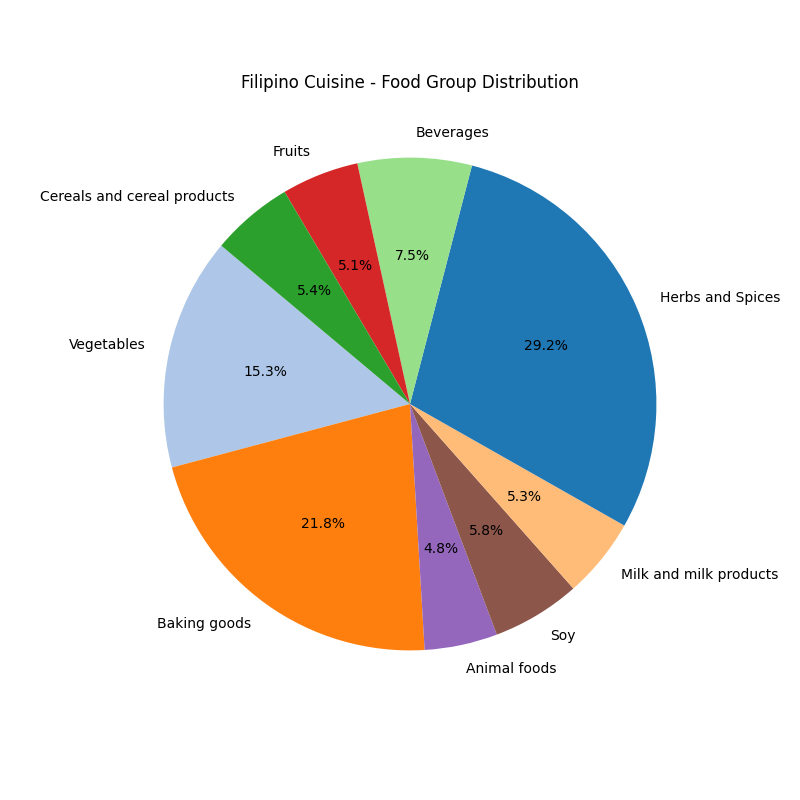 Filipino Cuisine - Food Group Distribution
Beverages
Fruits
Cereals and cereal products
Herbs and Spices
Vegetables
Milk and milk products
Baking goods
Soy
Animal foods
7.5%
5.1%
5.4%
29.2%
15.3%
5.3%
21.8%
5.8%
4.8%